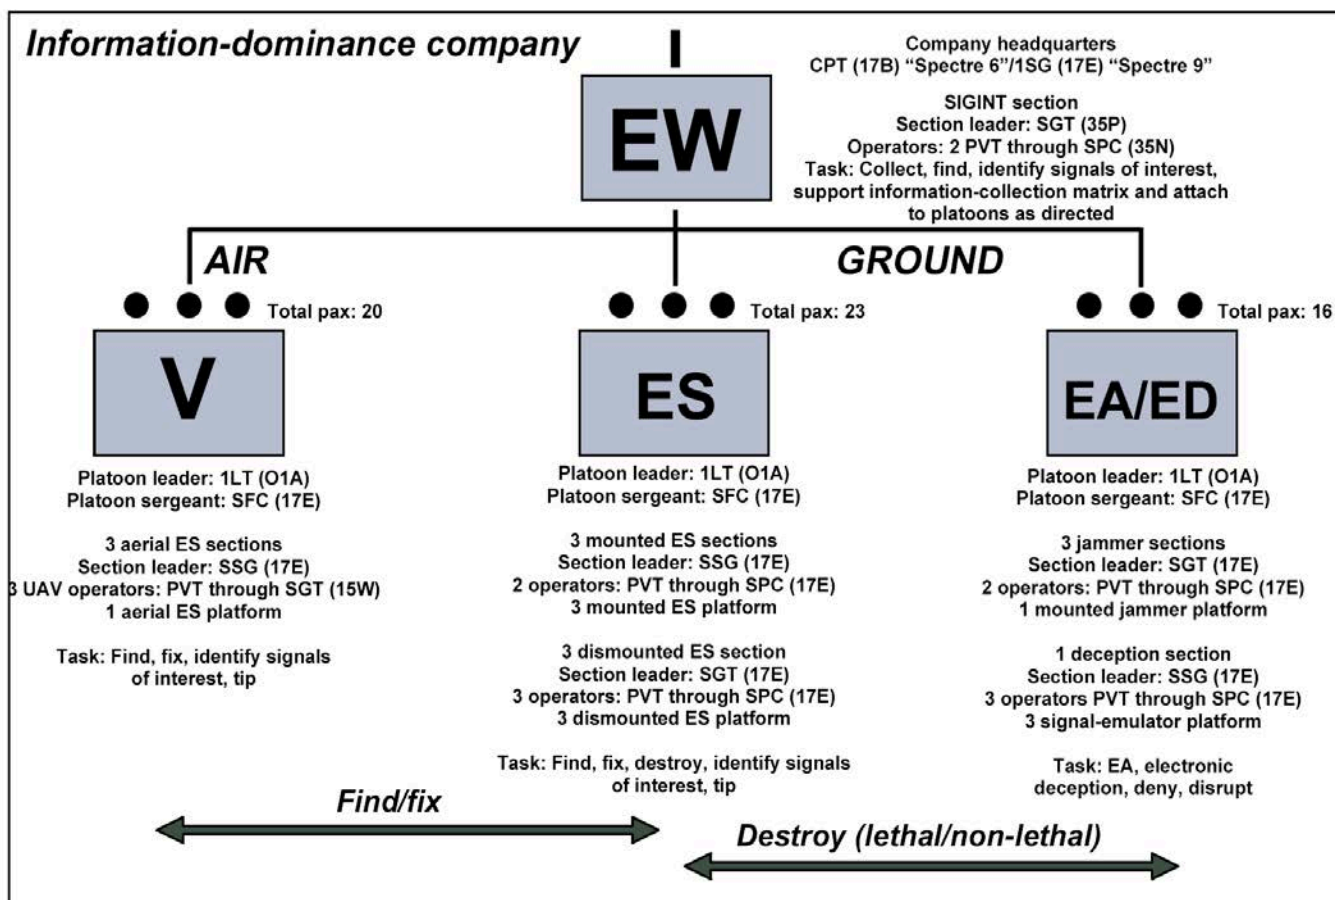 Information-dominance company
Company headquarters
CPT (17B) “Spectre 6”/1SG (17E) “Spectre 9”
SIGINT section
Section leader: SGT (35P)
Operators: 2 PVT through SPC (35N)
Task: Collect, find, identify signals of interest,
support information-collection matrix and attach
to platoons as directed
I
EW
AIR
GROUND
Total pax: 20
V
Platoon leader: 1LT (O1A)
Platoon sergeant: SFC (17E)
3 aerial ES sections
Section leader: SSG (17E)
3 UAV operators: PVT through SGT (15W)
1 aerial ES platform
Task: Find, fix, identify signals
of interest, tip
Total pax: 23
ES
Platoon leader: 1LT (O1A)
Platoon sergeant: SFC (17E)
3 mounted ES sections
Section leader: SSG (17E)
2 operators: PVT through SPC (17E)
3 mounted ES platform
3 dismounted ES section
Section leader: SGT (17E)
3 operators: PVT through SPC (17E)
3 dismounted ES platform
Task: Find, fix, destroy, identify signals
of interest, tip
Total pax: 16
EA/ED
Platoon leader: 1LT (O1A)
Platoon sergeant: SFC (17E)
3 jammer sections
Section leader: SGT (17E)
2 operators: PVT through SPC (17E)
1 mounted jammer platform
1 deception section
Section leader: SSG (17E)
3 operators PVT through SPC (17E)
3 signal-emulator platform
Task: EA, electronic
deception, deny, disrupt
Find/fix
Destroy (lethal/non-lethal)